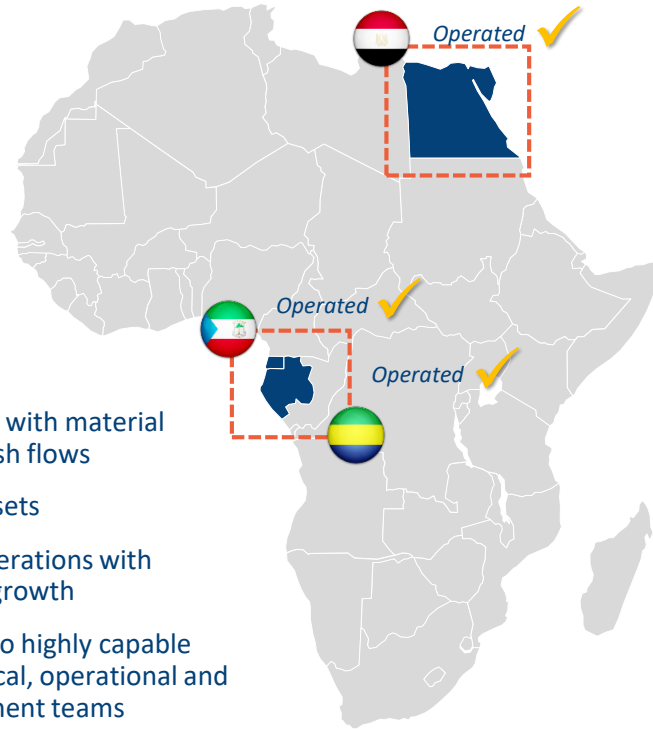 Operated
Operated
Operated
with material
sh flows
sets
erations with
growth
o highly capable
cal, operational and
ment teams